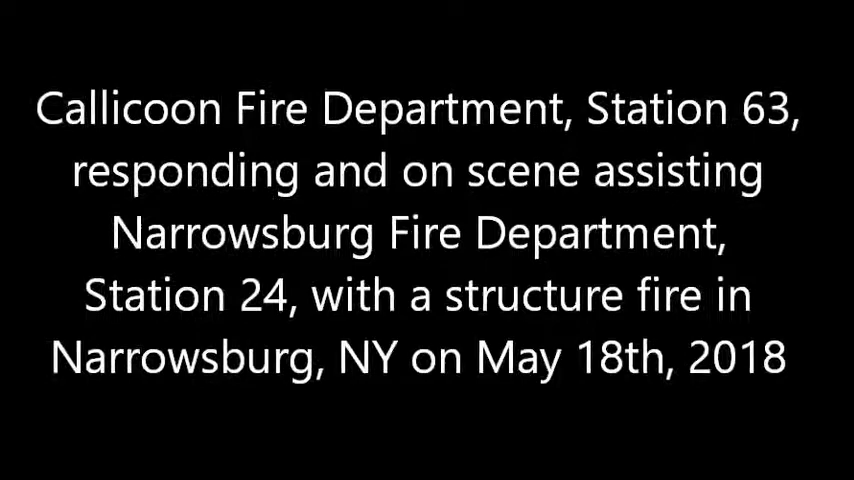 Callicoon Fire Department, Station 63,
responding and on scene assisting
Narrowsburg Fire Department,
Station 24, with a structure fire in
Narrowsburg, NY on May 18th, 2018